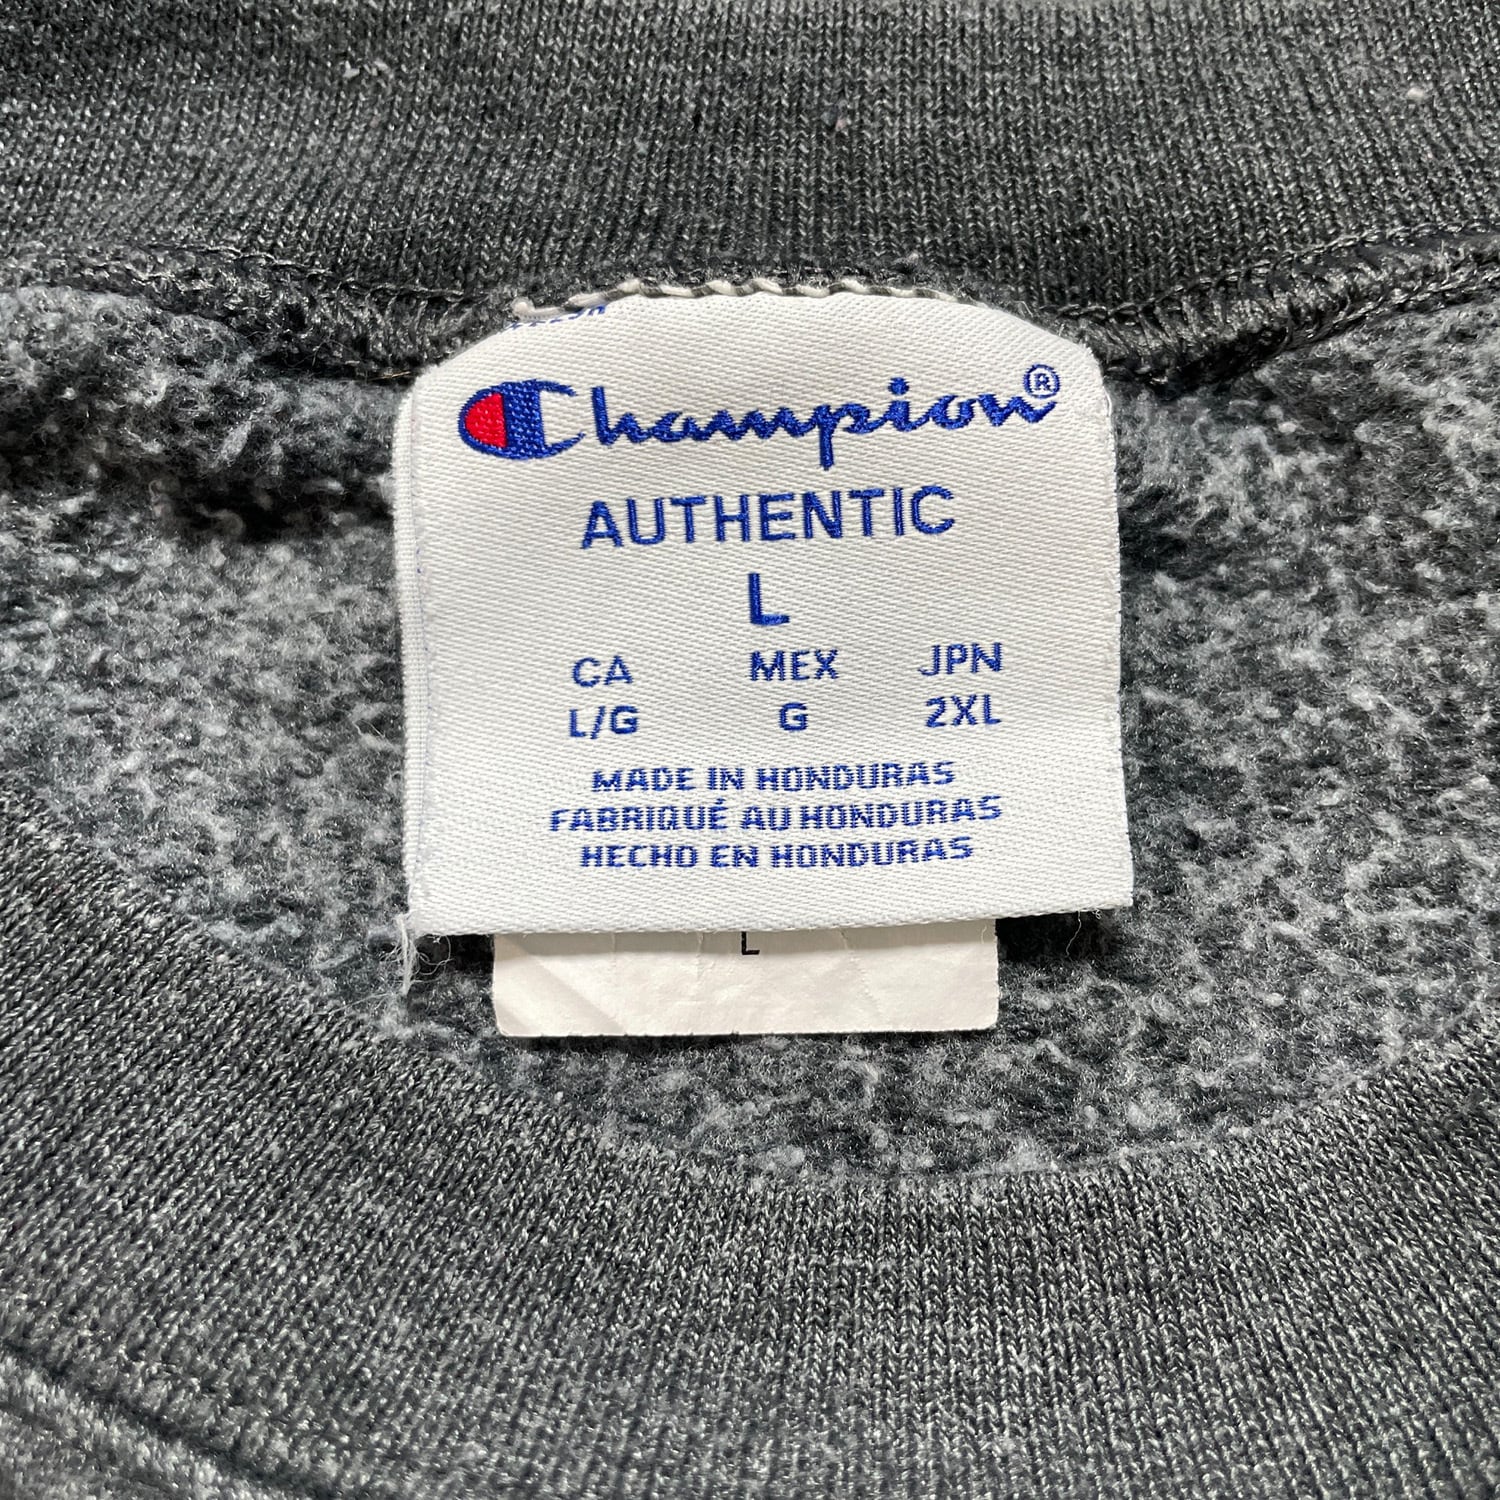 Champion®
AUTHENTIC
L
CA MEX JPN
L/G G 2XL
MADE IN HONDURAS
FABRIQUÉ AU HONDURAS
HECHO EN HONDURAS
L